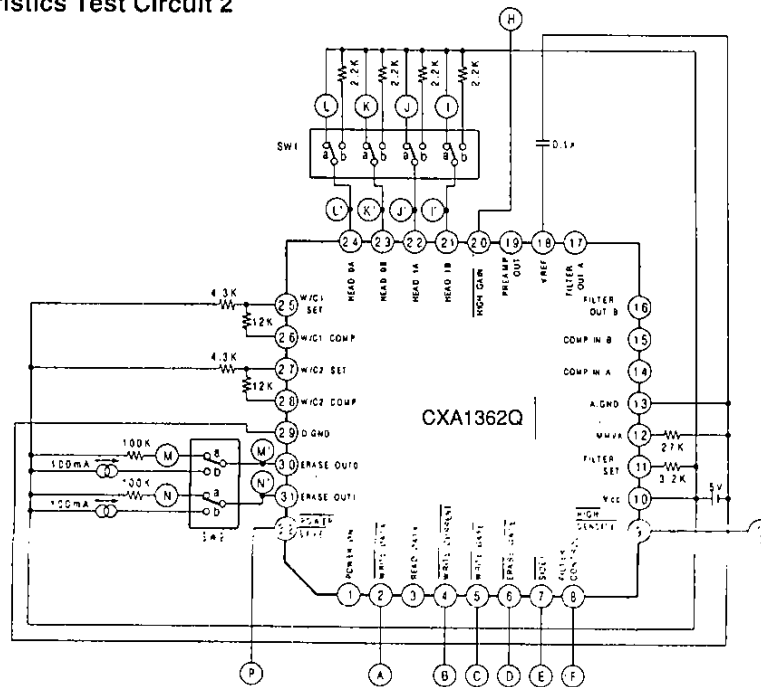 ristics Test Circuit 2
H
2.2K
2.2K
2.2K
2.2K
L
K
J
I
SW1
a b
a b
a b
a b
0.1µ
L'
K'
J'
I'
24
23
22
21
20
19
18
17
HEAD 0A
HEAD 0B
HEAD 1A
HEAD 1B
HIGH GAIN
PREAMP OUT
VREF
FILTER OUT A
4.3K
25
W/C1 SET
12K
26
W/C1 COMP
4.3K
27
W/C2 SET
12K
28
W/C2 COMP
29
D.GND
100K
M
a
M'
30
ERASE OUT0
100mA
b
100K
N
a
N'
31
ERASE OUT1
100mA
b
SW2
POWER SAVE
CXA1362Q
FILTER OUT B
16
COMP IN B
15
COMP IN A
14
A.GND
13
MMVA
12
27K
FILTER SET
11
3.2K
Vcc
10
5V
HIGH
9
POWER ON
WRITE DATA
READ DATA
WRITE CURRENT
WRITE GATE
ERASE GATE
SIDE1
FILTER CONTROL
1
2
3
4
5
6
7
8
P
A
B
C
D
E
F